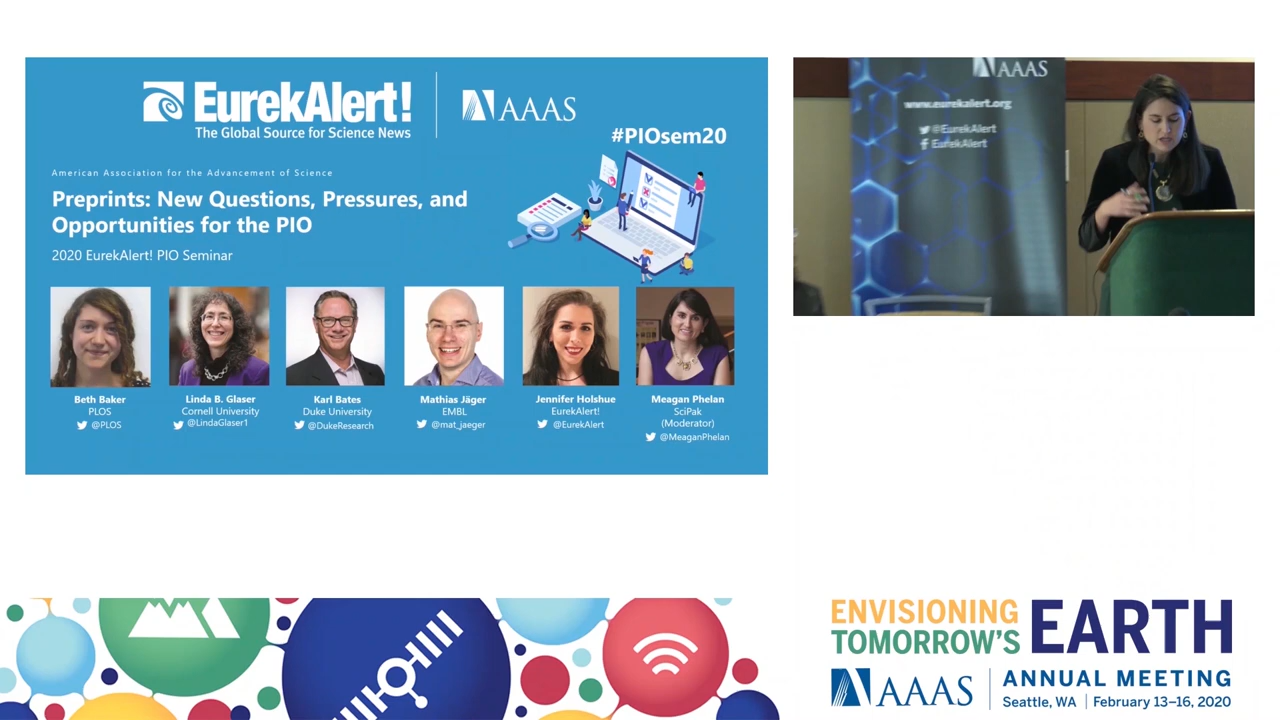 EurekAlert!
The Global Source for Science News
AAAS
#PIOsem20
American Association for the Advancement of Science
Preprints: New Questions, Pressures, and
Opportunities for the PIO
2020 EurekAlert! PIO Seminar
Beth Baker
PLOS
@PLOS
Linda B. Glaser
Cornell University
@LindaGlaser1
Karl Bates
Duke University
@DukeResearch
Mathias Jäger
EMBL
@mat_jaeger
Jennifer Holshue
EurekAlert!
@EurekAlert
Meagan Phelan
SciPak
(Moderator)
@MeaganPhelan
AAAS
www.eurekalert.org
@EurekAlert
EurekAlert
ENVISIONING
TOMORROW'S
EARTH
AAAS
ANNUAL MEETING
Seattle, WA | February 13–16, 2020